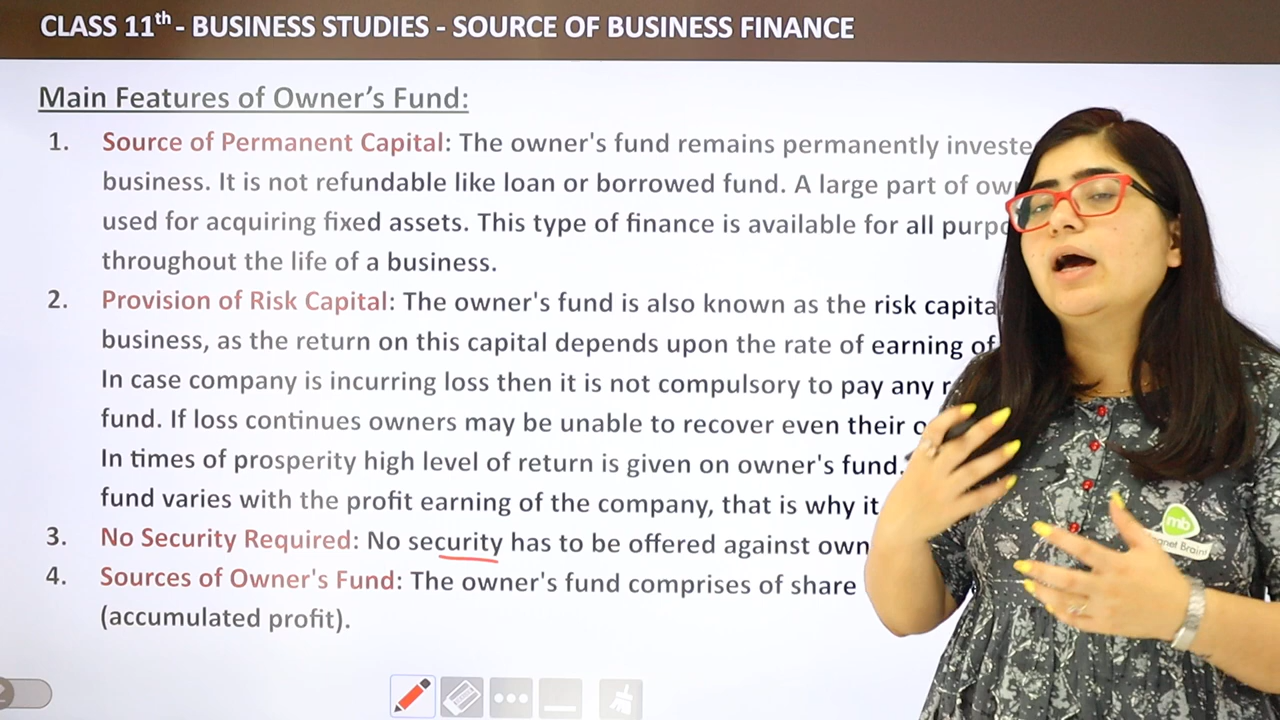 CLASS 11th - BUSINESS STUDIES - SOURCE OF BUSINESS FINANCE
Main Features of Owner's Fund:
1. Source of Permanent Capital: The owner's fund remains permanently investe
business. It is not refundable like loan or borrowed fund. A large part of ow
used for acquiring fixed assets. This type of finance is available for all purpo
throughout the life of a business.
2. Provision of Risk Capital: The owner's fund is also known as the risk capita
business, as the return on this capital depends upon the rate of earning of
In case company is incurring loss then it is not compulsory to pay any r
fund. If loss continues owners may be unable to recover even their o
In times of prosperity high level of return is given on owner's fund.
fund varies with the profit earning of the company, that is why it
3. No Security Required: No security has to be offered against own
4. Sources of Owner's Fund: The owner's fund comprises of share
(accumulated profit).
mb
gnet Brains